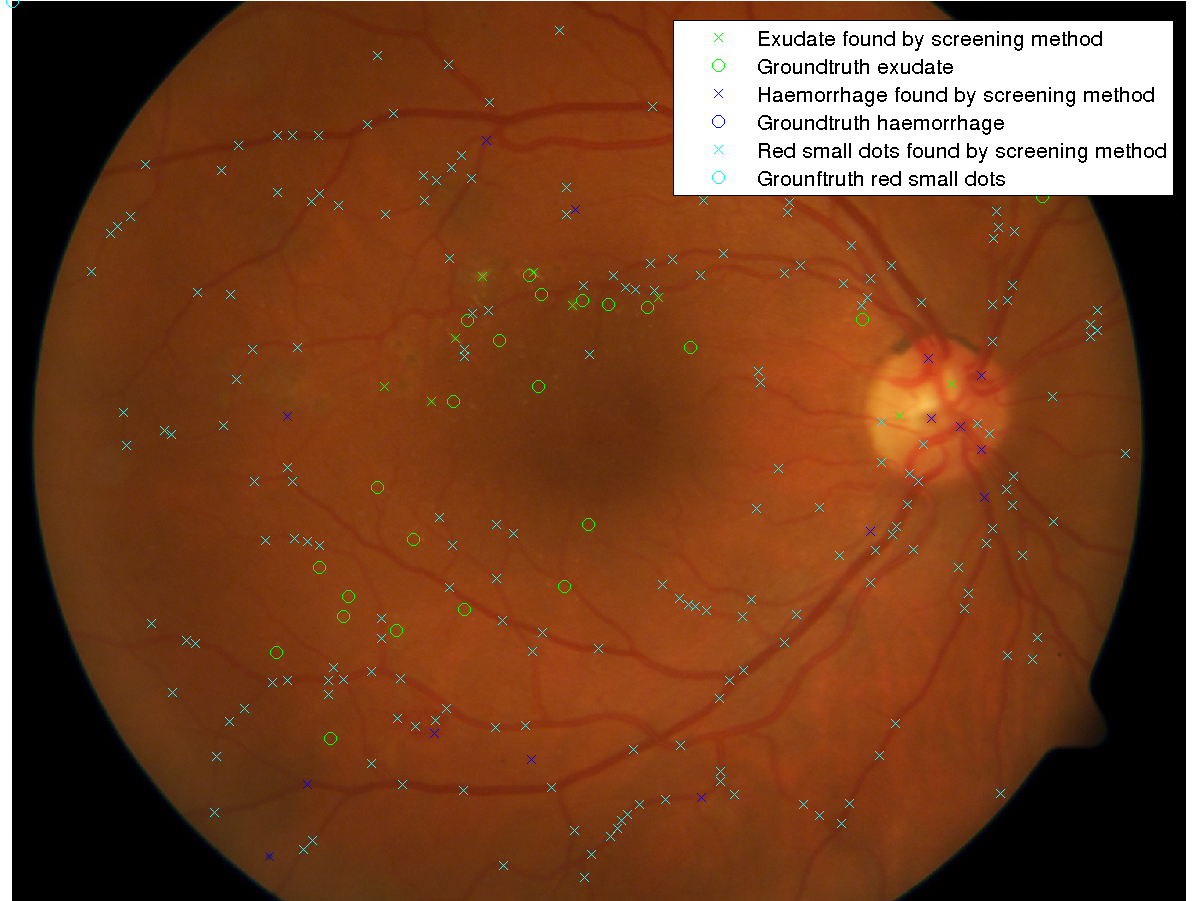 Exudate found by screening method
Groundtruth exudate
Haemorrhage found by screening method
Groundtruth haemorrhage
Red small dots found by screening method
Grounftruth red small dots